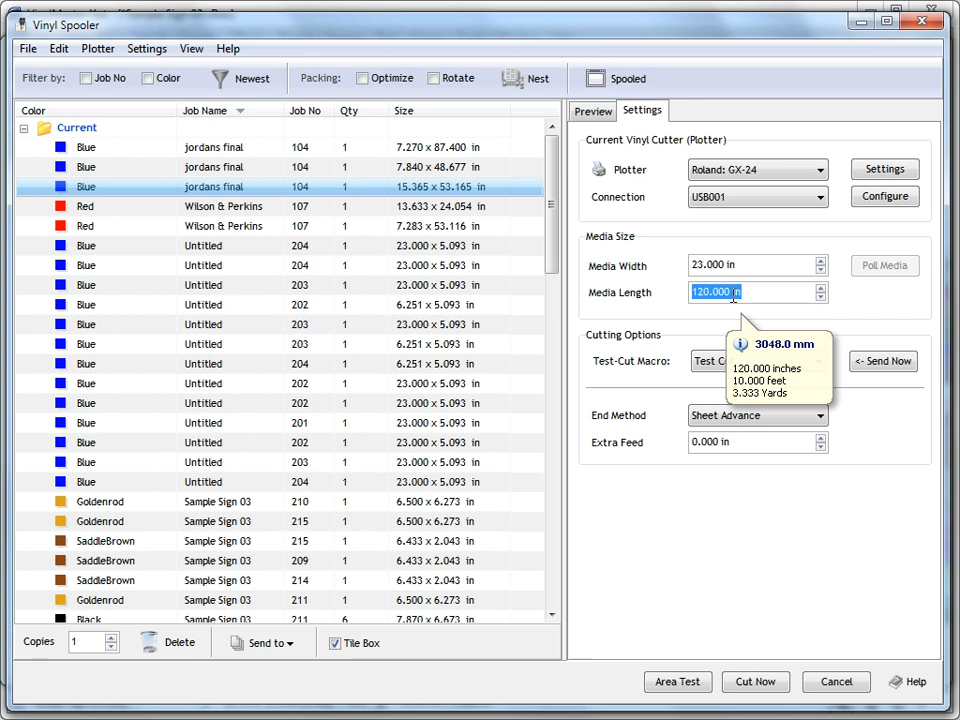 Vinyl Spooler
File Edit Plotter Settings View Help
Filter by: Job No Color Newest Packing: Optimize Rotate Nest Spooled
Color Job Name Job No Qty Size
Current
Blue jordans final 104 1 7.270 x 87.400 in
Blue jordans final 104 1 7.840 x 48.677 in
Blue jordans final 104 1 15.365 x 53.165 in
Red Wilson & Perkins 107 1 13.633 x 24.054 in
Red Wilson & Perkins 107 1 7.283 x 53.116 in
Blue Untitled 204 1 23.000 x 5.093 in
Blue Untitled 204 1 23.000 x 5.093 in
Blue Untitled 203 1 23.000 x 5.093 in
Blue Untitled 202 1 6.251 x 5.093 in
Blue Untitled 203 1 23.000 x 5.093 in
Blue Untitled 203 1 6.251 x 5.093 in
Blue Untitled 204 1 6.251 x 5.093 in
Blue Untitled 202 1 23.000 x 5.093 in
Blue Untitled 202 1 23.000 x 5.093 in
Blue Untitled 201 1 23.000 x 5.093 in
Blue Untitled 202 1 23.000 x 5.093 in
Blue Untitled 203 1 23.000 x 5.093 in
Blue Untitled 204 1 23.000 x 5.093 in
Goldenrod Sample Sign 03 210 1 6.500 x 6.273 in
Goldenrod Sample Sign 03 215 1 6.500 x 6.273 in
SaddleBrown Sample Sign 03 215 1 6.433 x 2.043 in
SaddleBrown Sample Sign 03 209 1 6.433 x 2.043 in
SaddleBrown Sample Sign 03 214 1 6.433 x 2.043 in
Goldenrod Sample Sign 03 211 1 6.500 x 6.273 in
Black Sample Sign 03 211 6 7.870 x 6.673 in
Copies 1 Delete Send to Tile Box
Preview Settings
Current Vinyl Cutter (Plotter)
Plotter Roland: GX-24 Settings
Connection USB001 Configure
Media Size
Media Width 23.000 in Poll Media
Media Length 120.000 in
Cutting Options
3048.0 mm
120.000 inches
10.000 feet
3.333 Yards
Test-Cut Macro: Test <- Send Now
End Method Sheet Advance
Extra Feed 0.000 in
Area Test Cut Now Cancel Help